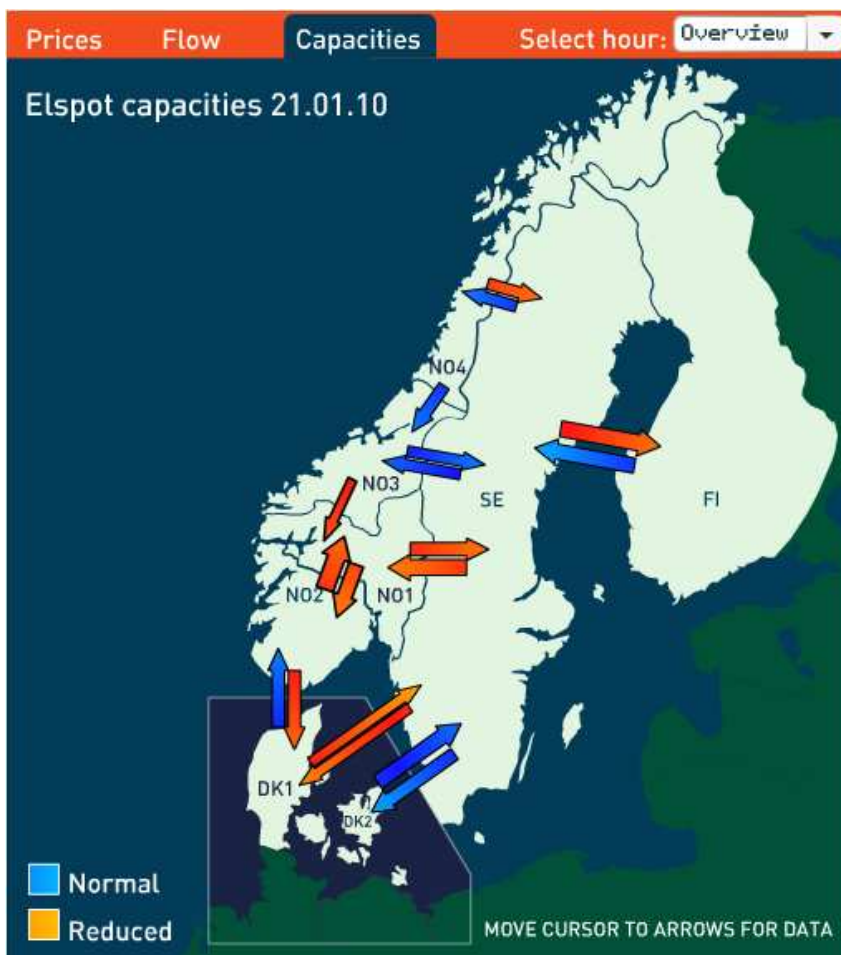 Prices Flow Capacities Select hour: Overview
Elspot capacities 21.01.10
NO4
NO3
SE
FI
NO2
NO1
DK1
DK2
Normal
Reduced
MOVE CURSOR TO ARROWS FOR DATA